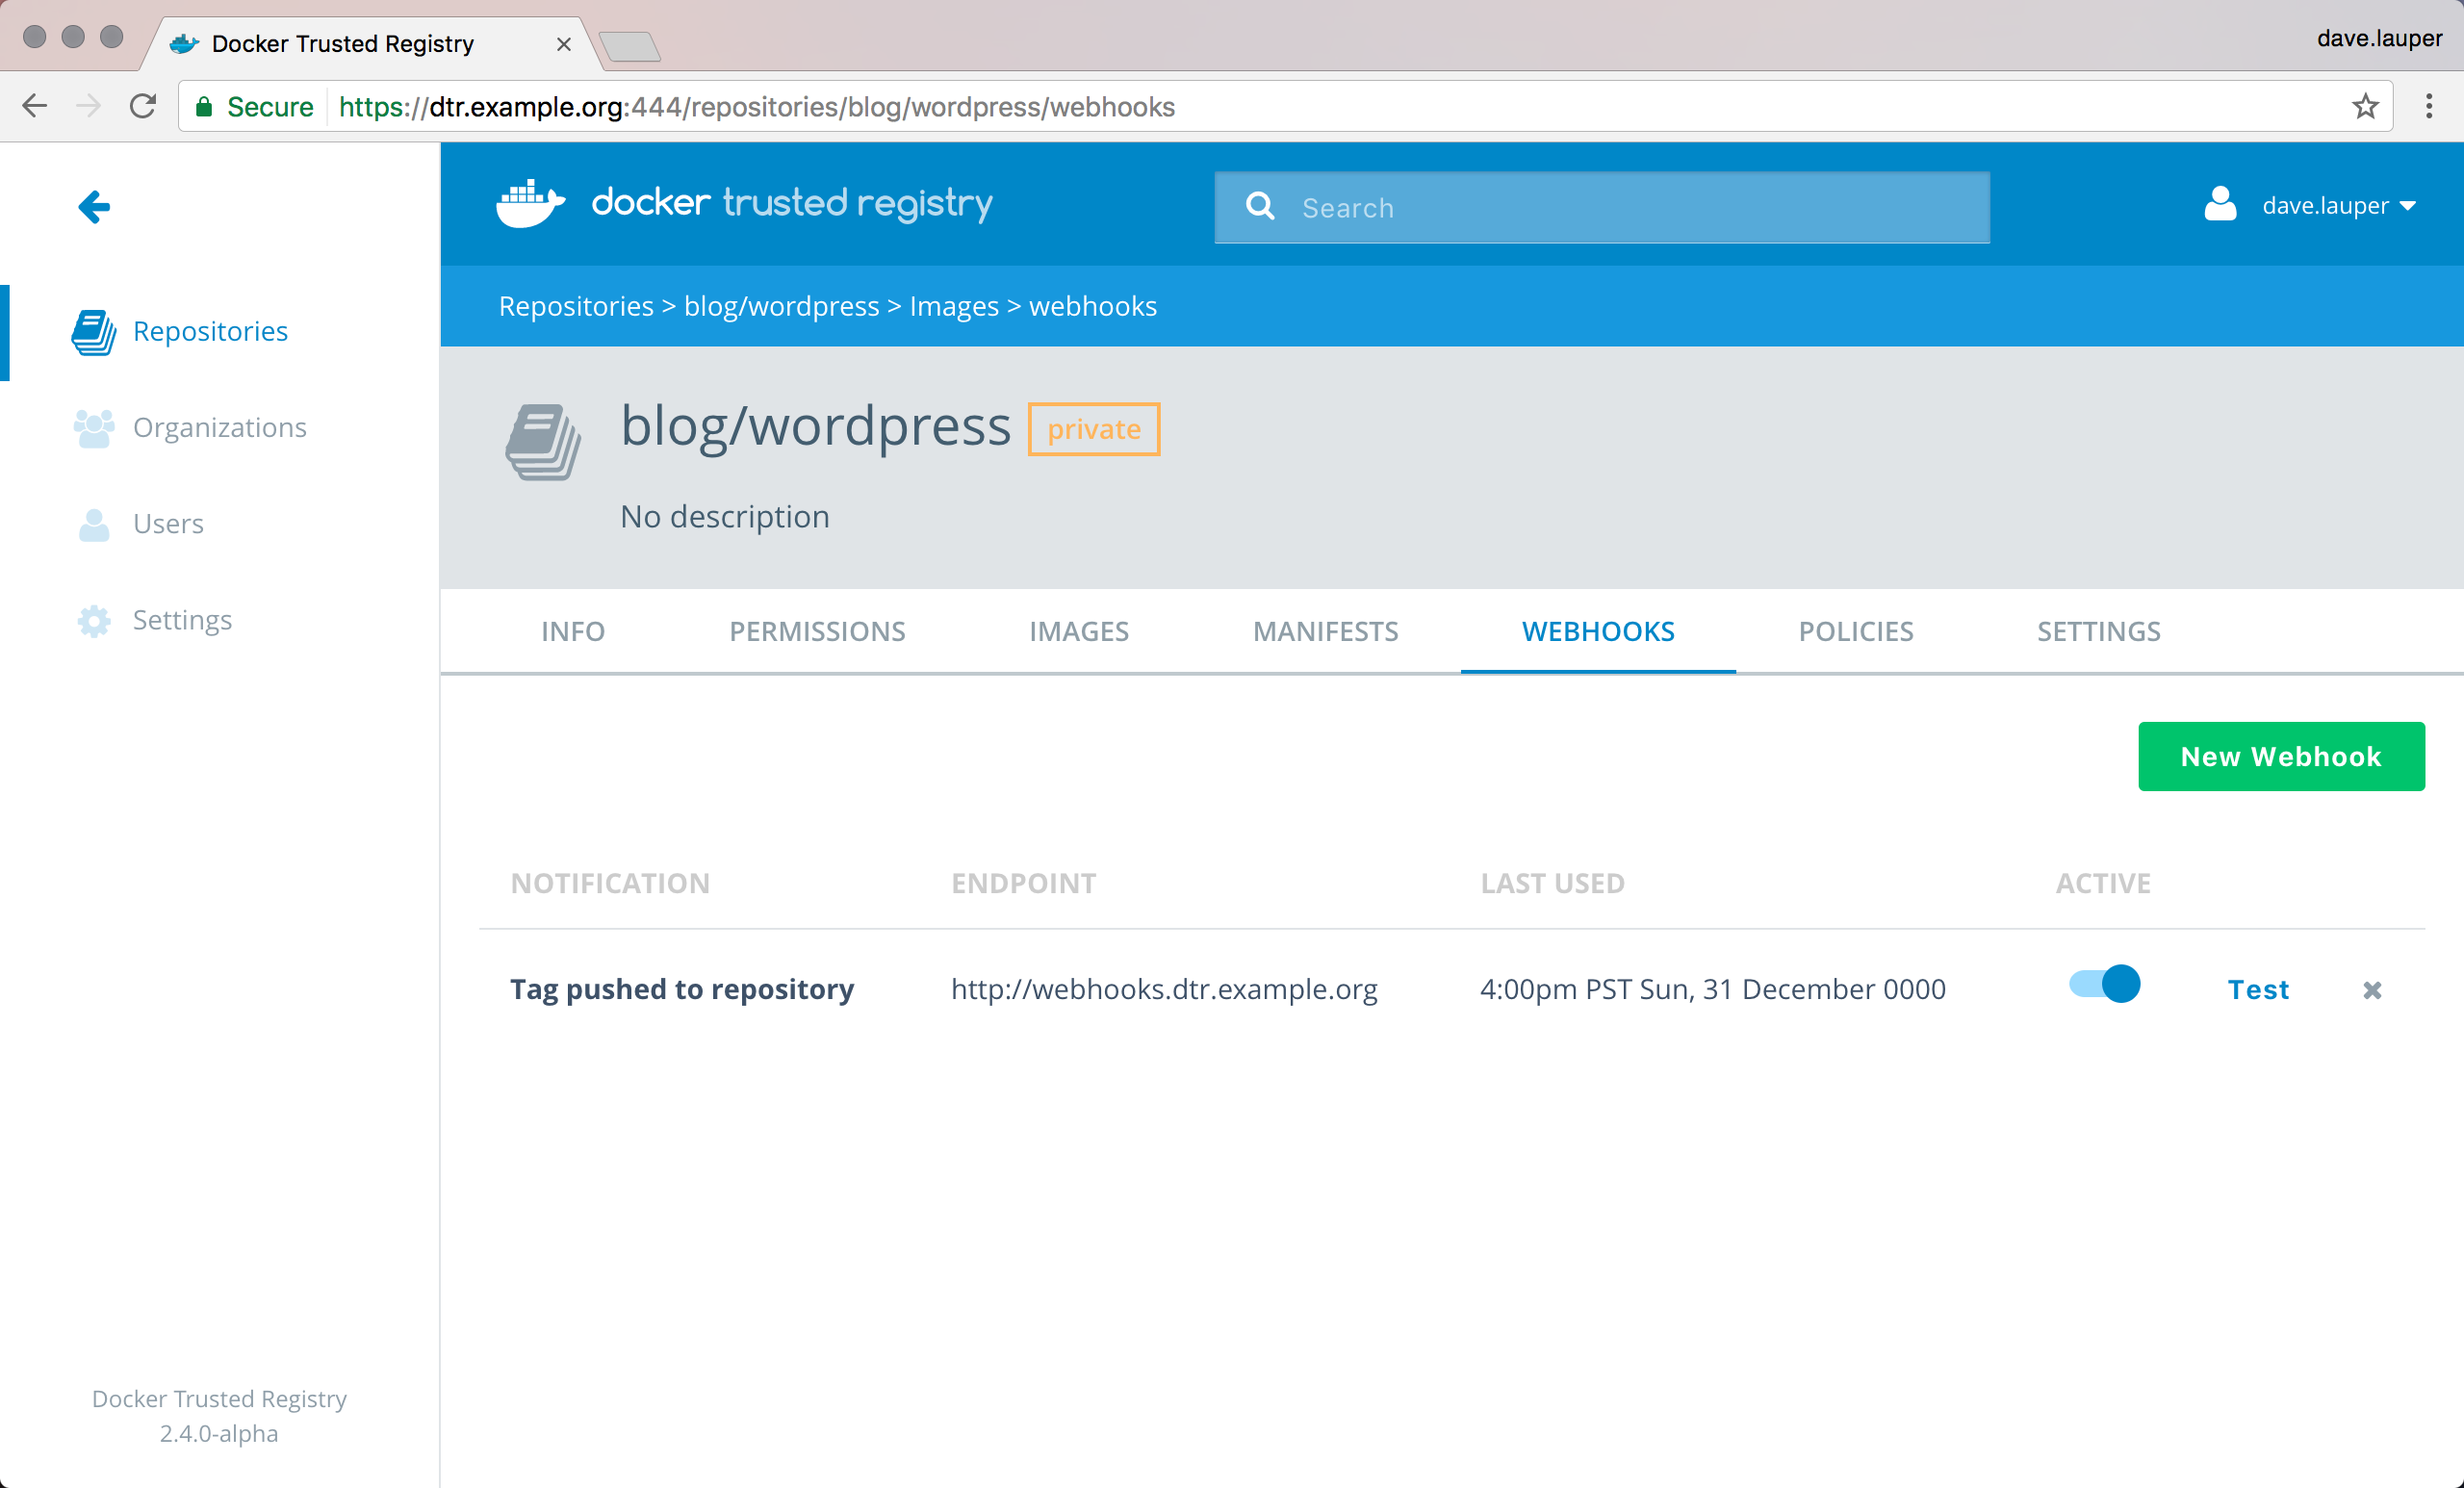 Docker Trusted Registry
dave.lauper
Secure https://dtr.example.org:444/repositories/blog/wordpress/webhooks
docker trusted registry
Search
dave.lauper
Repositories > blog/wordpress > Images > webhooks
Repositories
Organizations
Users
Settings
blog/wordpress private
No description
INFO PERMISSIONS IMAGES MANIFESTS WEBHOOKS POLICIES SETTINGS
New Webhook
NOTIFICATION ENDPOINT LAST USED ACTIVE
Tag pushed to repository http://webhooks.dtr.example.org 4:00pm PST Sun, 31 December 0000 Test
Docker Trusted Registry
2.4.0-alpha